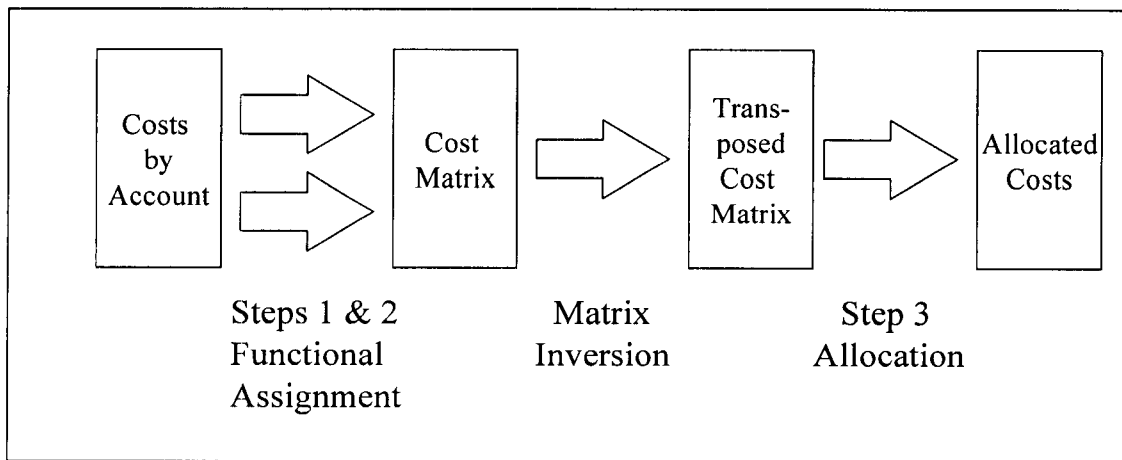 Costs
by
Account
Cost
Matrix
Trans-
posed
Cost
Matrix
Allocated
Costs
Steps 1 & 2
Functional
Assignment
Matrix
Inversion
Step 3
Allocation